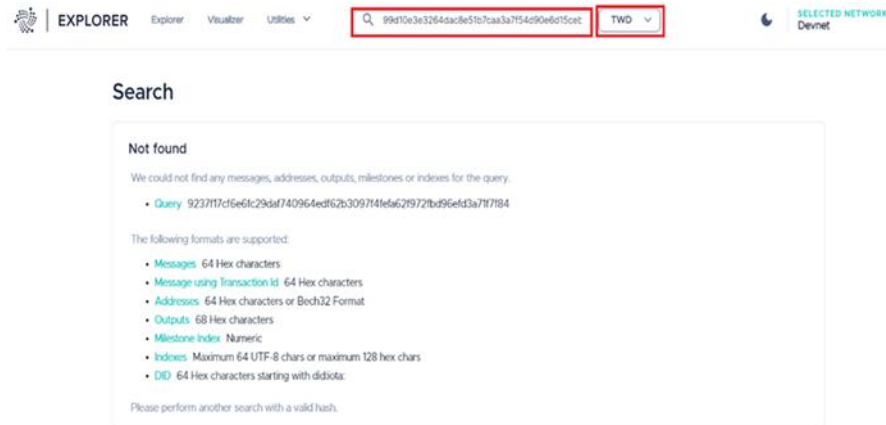 EXPLORER Explorer Visualizer Utilities 99d10e3e3264dac8e51b7caa3a7f54d90e6d15ceb TWD SELECTED NETWORK
Devnet
Search
Not found
We could not find any messages, addresses, outputs, milestones or indexes for the query.
• Query 9237f17cf6e6fc29daf740964edf62b3097f4fefa62f972fbd96efd3a71f7f84
The following formats are supported:
• Messages 64 Hex characters
• Message using Transaction Id 64 Hex characters
• Addresses 64 Hex characters or Bech32 Format
• Outputs 68 Hex characters
• Milestone Index Numeric
• Indexes Maximum 64 UTF-8 chars or maximum 128 hex chars
• DID 64 Hex characters starting with did:iota:
Please perform another search with a valid hash.